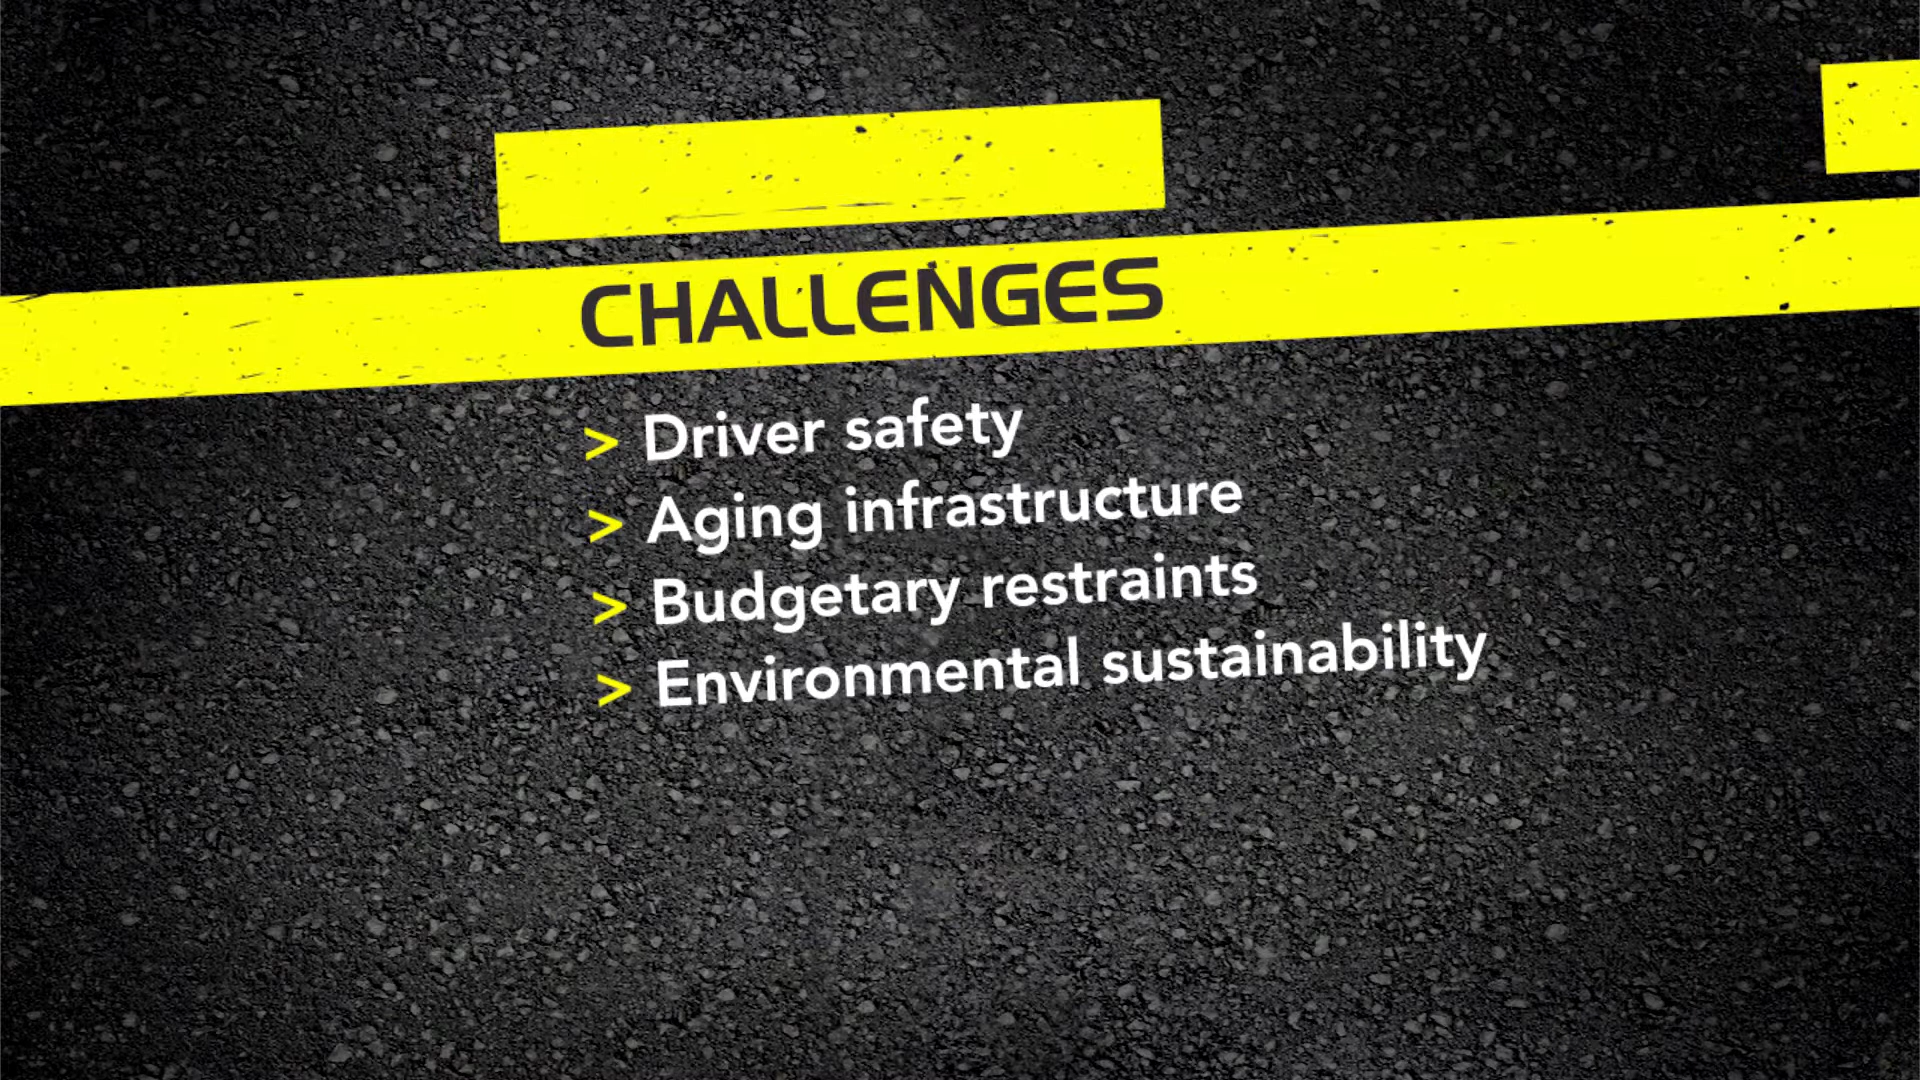 CHALLENGES
> Driver safety
> Aging infrastructure
> Budgetary restraints
> Environmental sustainability